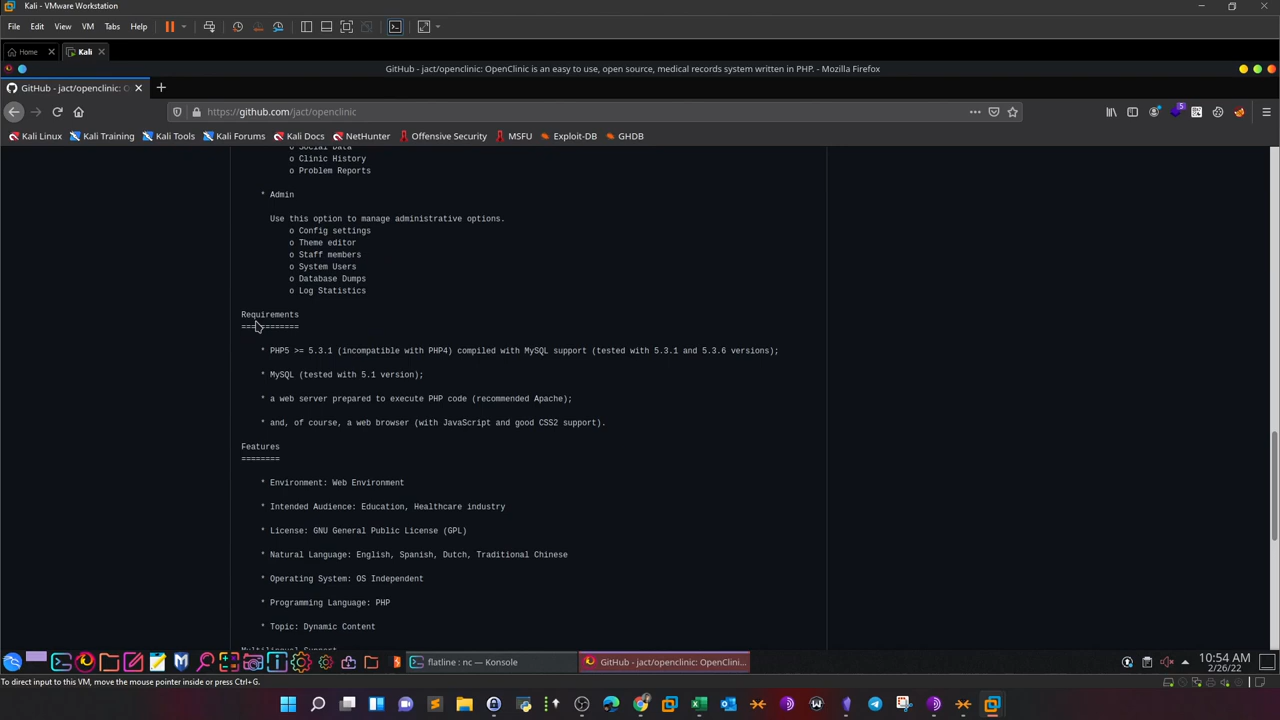 Kali - VMware Workstation
File Edit View VM Tabs Help
Home Kali
GitHub - jact/openclinic: OpenClinic is an easy to use, open source, medical records system written in PHP. - Mozilla Firefox
GitHub - jact/openclinic: O
https://github.com/jact/openclinic
5
Kali Linux Kali Training Kali Tools Kali Forums Kali Docs NetHunter Offensive Security MSFU Exploit-DB GHDB
o Social Data
o Clinic History
o Problem Reports
* Admin
Use this option to manage administrative options.
o Config settings
o Theme editor
o Staff members
o System Users
o Database Dumps
o Log Statistics
Requirements
============
* PHP5 >= 5.3.1 (incompatible with PHP4) compiled with MySQL support (tested with 5.3.1 and 5.3.6 versions);
* MySQL (tested with 5.1 version);
* a web server prepared to execute PHP code (recommended Apache);
* and, of course, a web browser (with JavaScript and good CSS2 support).
Features
========
* Environment: Web Environment
* Intended Audience: Education, Healthcare industry
* License: GNU General Public License (GPL)
* Natural Language: English, Spanish, Dutch, Traditional Chinese
* Operating System: OS Independent
* Programming Language: PHP
* Topic: Dynamic Content
Multilingual Support
flatline : nc — Konsole
GitHub - jact/openclinic: OpenClini...
10:54 AM
2/26/22
To direct input to this VM, move the mouse pointer inside or press Ctrl+G.